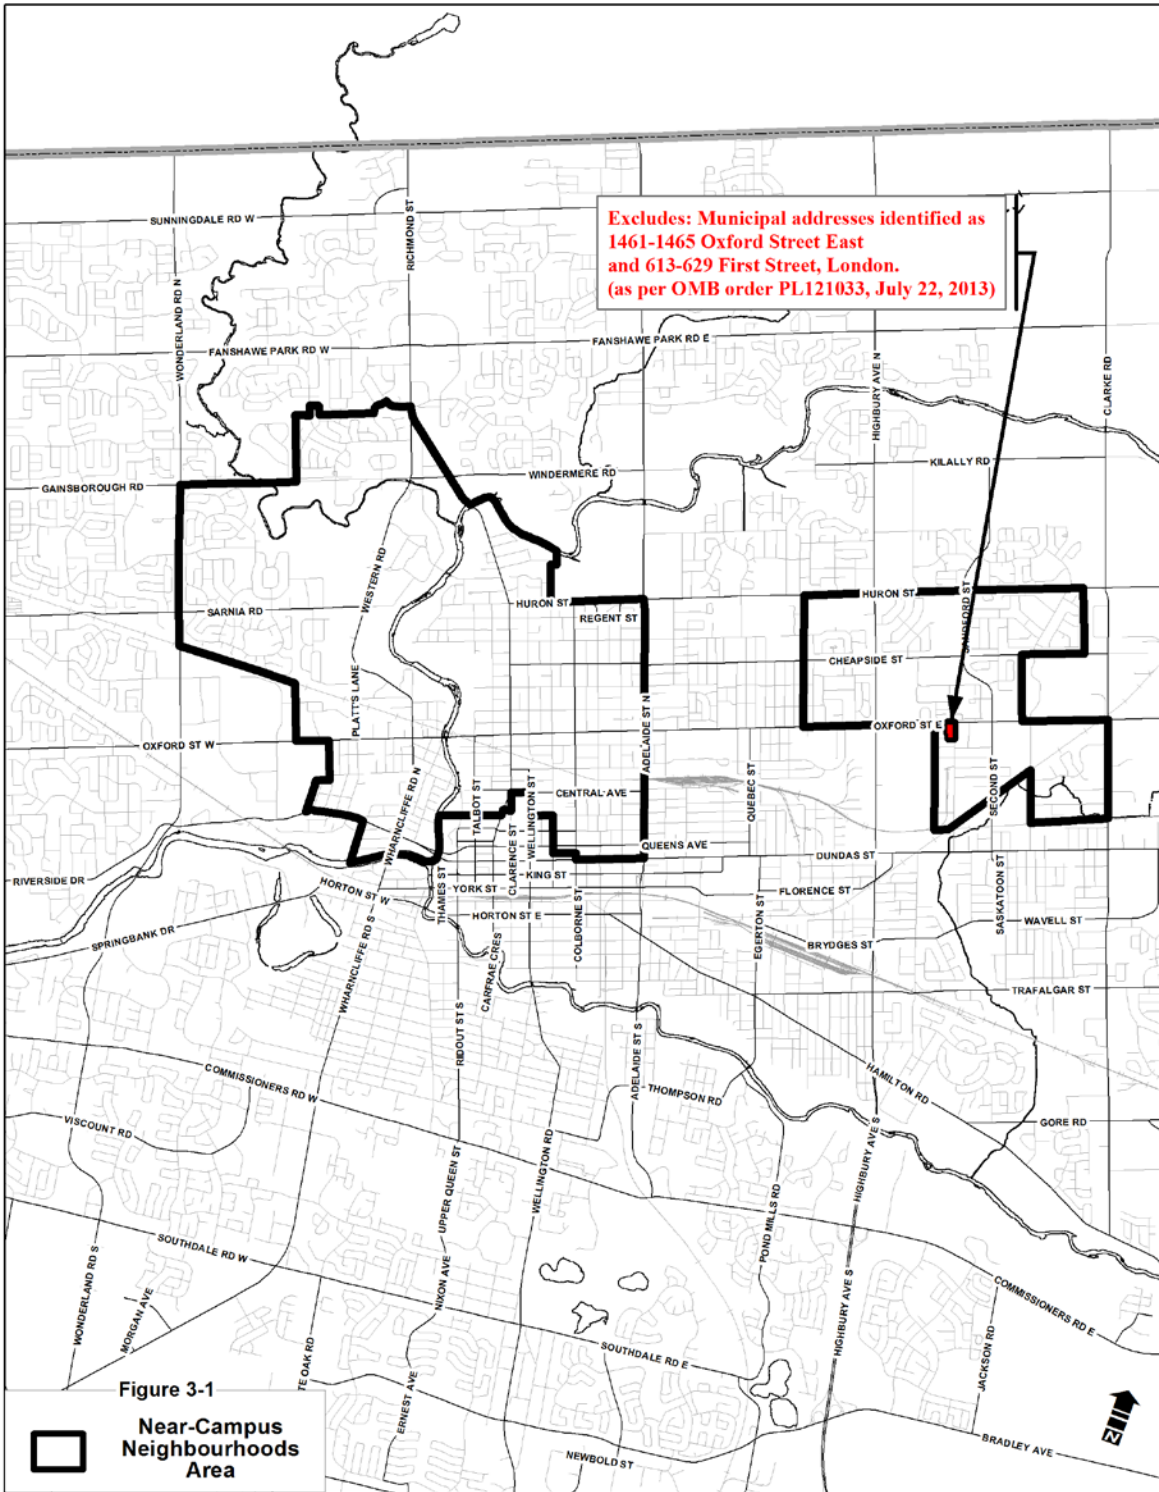 SUNNINGDALE RD W
RICHMOND ST
WONDERLAND RD N
Excludes: Municipal addresses identified as
1461-1465 Oxford Street East
and 613-629 First Street, London.
(as per OMB order PL121033, July 22, 2013)
FANSHAWE PARK RD W
FANSHAWE PARK RD E
HIGHBURY AVE N
CLARKE RD
GAINSBOROUGH RD
WINDERMERE RD
KILALLY RD
WESTERN RD
SARNIA RD
HURON ST
REGENT ST
HURON ST
SANDFORD ST
CHEAPSIDE ST
PLATT'S LANE
ADELAIDE ST N
OXFORD ST W
OXFORD ST E
WHARNCLIFFE RD N
TALBOT ST
WELLINGTON ST
CENTRAL AVE
QUEBEC ST
SECOND ST
CLARENCE ST
QUEENS AVE
DUNDAS ST
RIVERSIDE DR
HORTON ST W
THAMES ST
YORK ST
KING ST
FLORENCE ST
SASKATOON ST
HORTON ST E
COLBORNE ST
EGERTON ST
WAVELL ST
SPRINGBANK DR
BRYDGES ST
WHARNCLIFFE RD S
CARFRAE CRES
TRAFALGAR ST
RIDOUT ST S
ADELAIDE ST S
COMMISSIONERS RD W
THOMPSON RD
HAMILTON RD
VISCOUNT RD
GORE RD
UPPER QUEEN ST
WELLINGTON RD
HIGHBURY AVE S
POND MILLS RD
SOUTHDALE RD W
WONDERLAND RD S
MORGAN AVE
NIXON AVE
HIGHBURY AVE S
COMMISSIONERS RD E
SOUTHDALE RD E
JACKSON RD
TE OAK RD
ERNEST AVE
NEWBOLD ST
BRADLEY AVE
N
Figure 3-1
Near-Campus
Neighbourhoods
Area